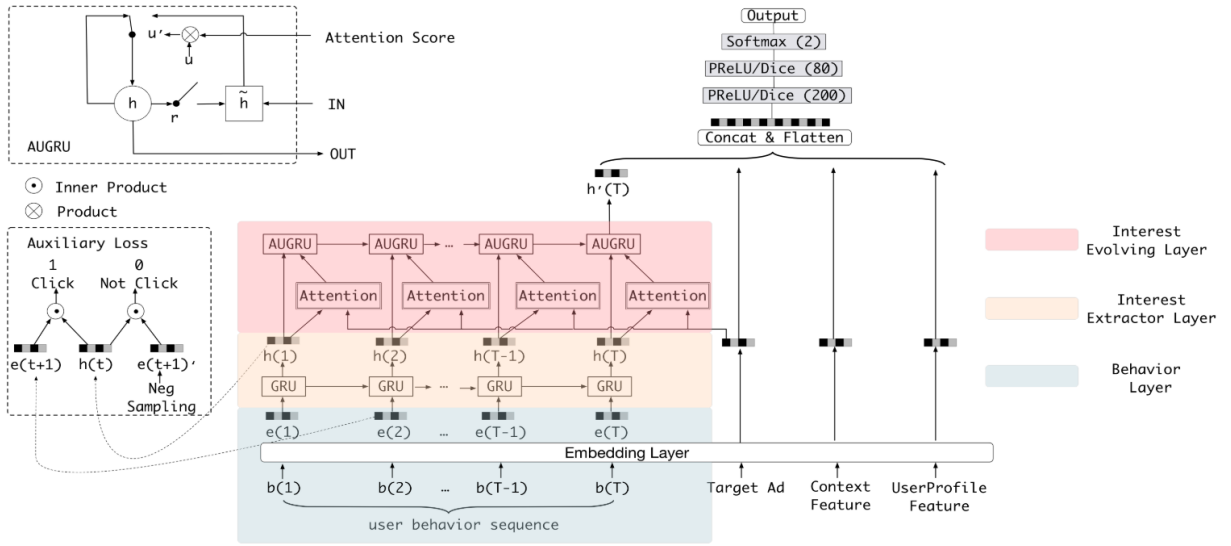 Output
Softmax (2)
PReLU/Dice (80)
PReLU/Dice (200)
Concat & Flatten
u′
u
Attention Score
h
r
h̃
IN
AUGRU
OUT
Inner Product
Product
Auxiliary Loss
1
0
Click
Not Click
e(t+1)
h(t)
e(t+1)′
Neg
Sampling
h′(T)
AUGRU
AUGRU
...
AUGRU
AUGRU
Attention
Attention
Attention
Attention
h(1)
h(2)
h(T-1)
h(T)
GRU
GRU
...
GRU
GRU
e(1)
e(2)
...
e(T-1)
e(T)
Embedding Layer
b(1)
b(2)
...
b(T-1)
b(T)
user behavior sequence
Target Ad
Context
Feature
UserProfile
Feature
Interest
Evolving Layer
Interest
Extractor Layer
Behavior
Layer